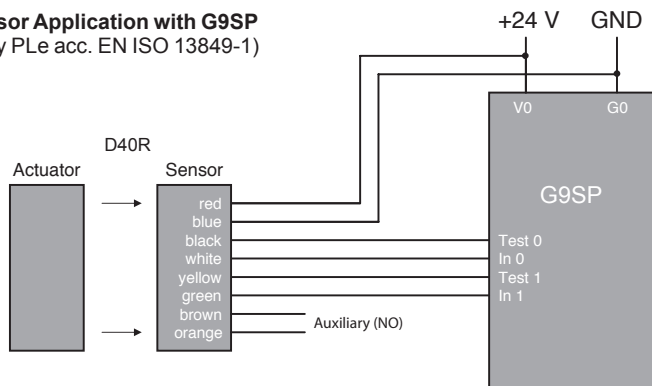 sor Application with G9SP
y PLe acc. EN ISO 13849-1)
+24 V GND
V0 G0
D40R
Actuator Sensor
G9SP
red
blue
black
white
yellow
green
brown
orange
Test 0
In 0
Test 1
In 1
Auxiliary (NO)